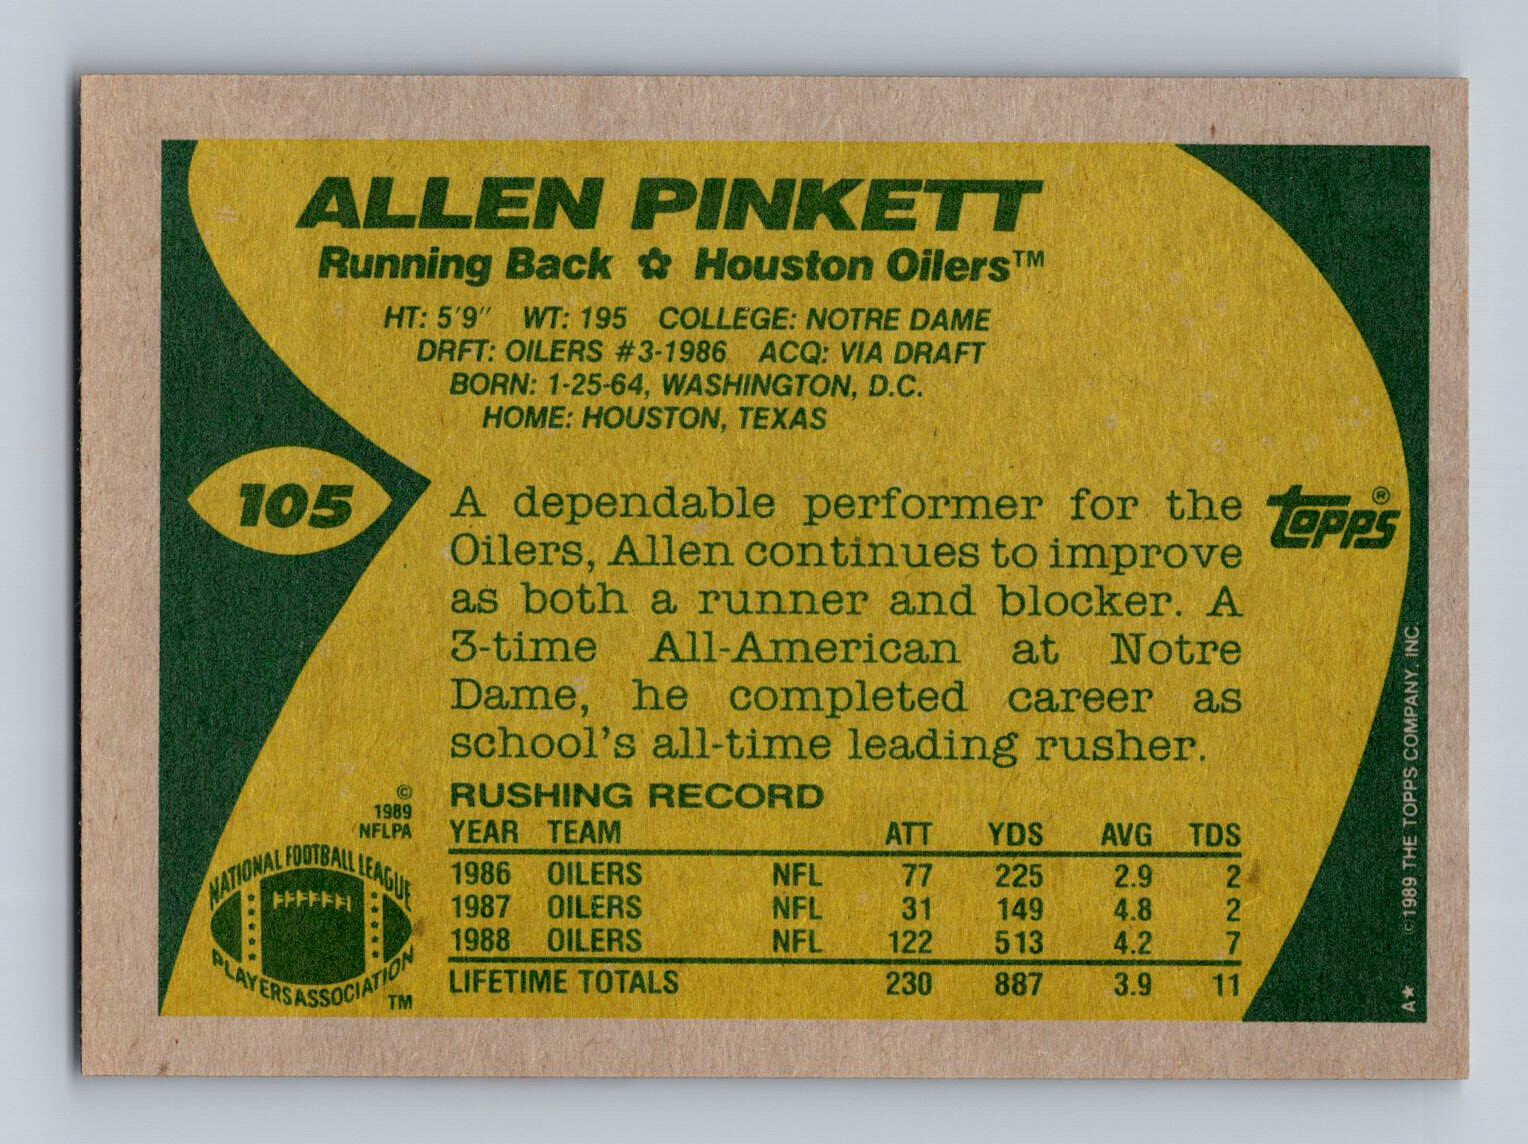 ALLEN PINKETT
Running Back ✿ Houston Oilers™
HT: 5'9" WT: 195 COLLEGE: NOTRE DAME
DRFT: OILERS #3-1986 ACQ: VIA DRAFT
BORN: 1-25-64, WASHINGTON, D.C.
HOME: HOUSTON, TEXAS
105
A dependable performer for the
Oilers, Allen continues to improve
as both a runner and blocker. A
3-time All-American at Notre
Dame, he completed career as
school's all-time leading rusher.
topps®
RUSHING RECORD
YEAR TEAM ATT YDS AVG TDS
1986 OILERS NFL 77 225 2.9 2
1987 OILERS NFL 31 149 4.8 2
1988 OILERS NFL 122 513 4.2 7
LIFETIME TOTALS 230 887 3.9 11
©
1989
NFLPA
NATIONAL FOOTBALL LEAGUE
PLAYERS ASSOCIATION
TM
© 1989 THE TOPPS COMPANY, INC.
A★